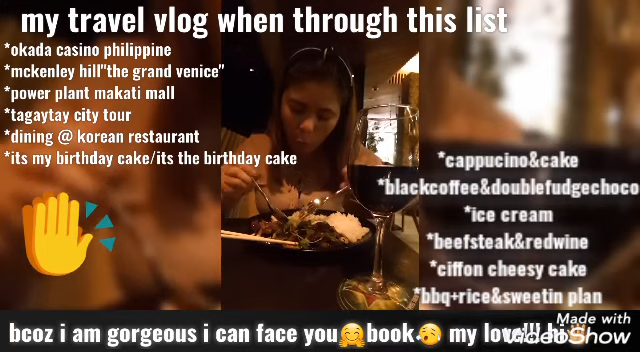 my travel vlog when through this list
*okada casino philippine
*mckenley hill"the grand venice"
*power plant makati mall
*tagaytay city tour
*dining @ korean restaurant
*its my birthday cake/its the birthday cake
*cappucino&cake
*blackcoffee&doublefudgechoco
*ice cream
*beefsteak&redwine
*ciffon cheesy cake
*bbq+rice&sweetin plan
bcoz i am gorgeous i can face you🤗book😪 my love!!! hi
Made with
VideoShow